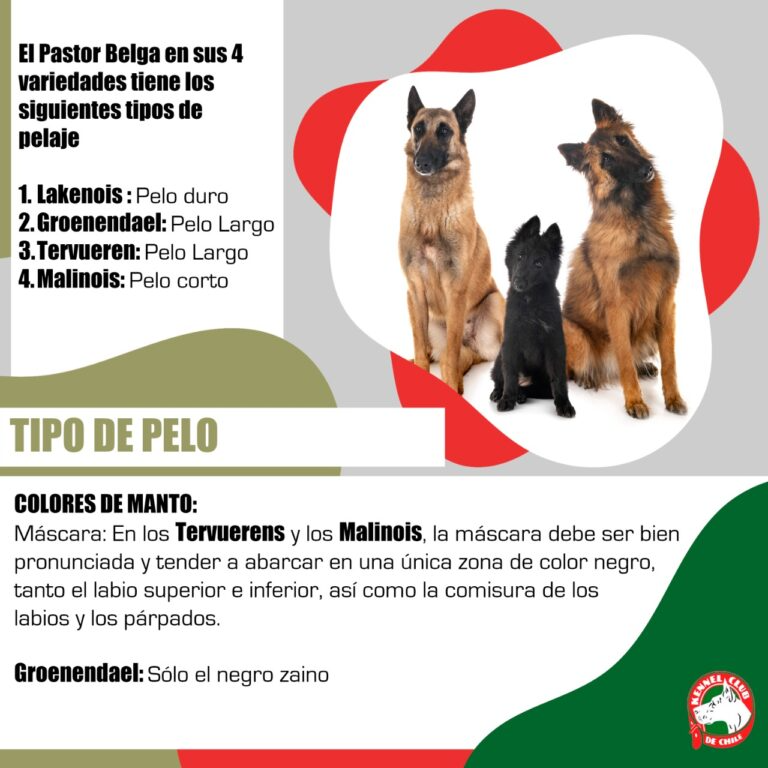 El Pastor Belga en sus 4
variedades tiene los
siguientes tipos de
pelaje
1. Lakenois : Pelo duro
2.Groenendael: Pelo Largo
3.Tervueren: Pelo Largo
4.Malinois: Pelo corto
TIPO DE PELO
COLORES DE MANTO:
Máscara: En los Tervuerens y los Malinois, la máscara debe ser bien
pronunciada y tender a abarcar en una única zona de color negro,
tanto el labio superior e inferior, así como la comisura de los
labios y los párpados.
Groenendael: Sólo el negro zaino
KENNEL CLUB
DE CHILE